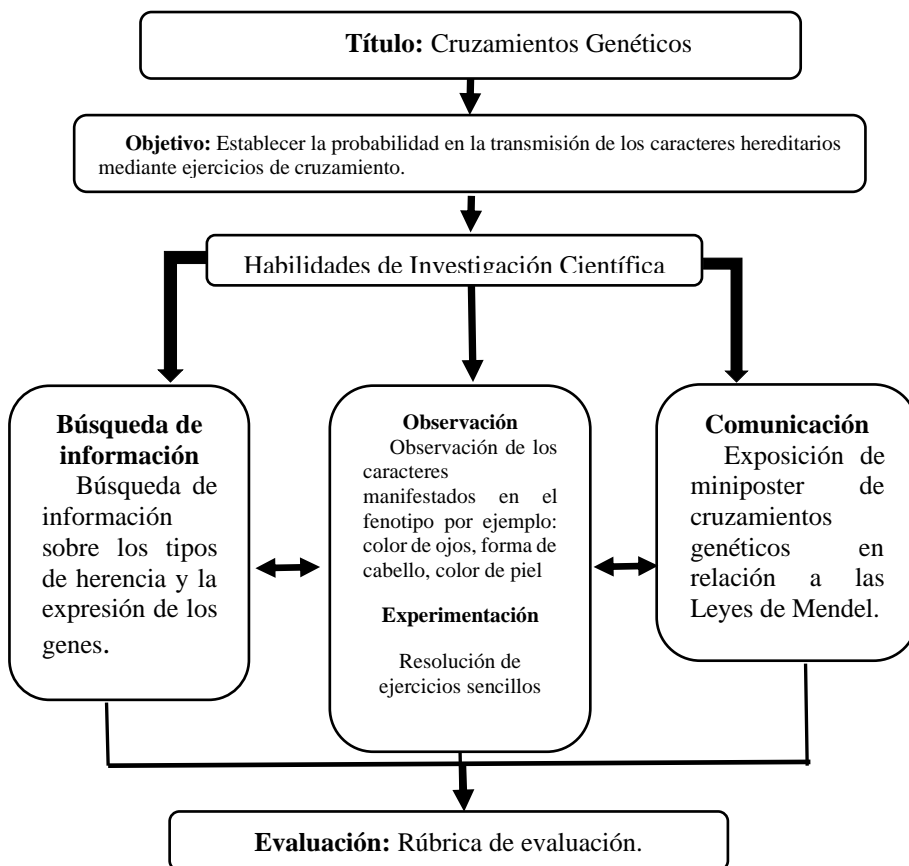 Título: Cruzamientos Genéticos
Objetivo: Establecer la probabilidad en la transmisión de los caracteres hereditarios
mediante ejercicios de cruzamiento.
Habilidades de Investigación Científica
Búsqueda de
información
Búsqueda de
información
sobre los tipos
de herencia y la
expresión de los
genes.
Observación
Observación de los
caracteres
manifestados en el
fenotipo por ejemplo:
color de ojos, forma de
cabello, color de piel
Experimentación
Resolución de
ejercicios sencillos
Comunicación
Exposición de
miniposter de
cruzamientos
genéticos en
relación a las
Leyes de Mendel.
Evaluación: Rúbrica de evaluación.